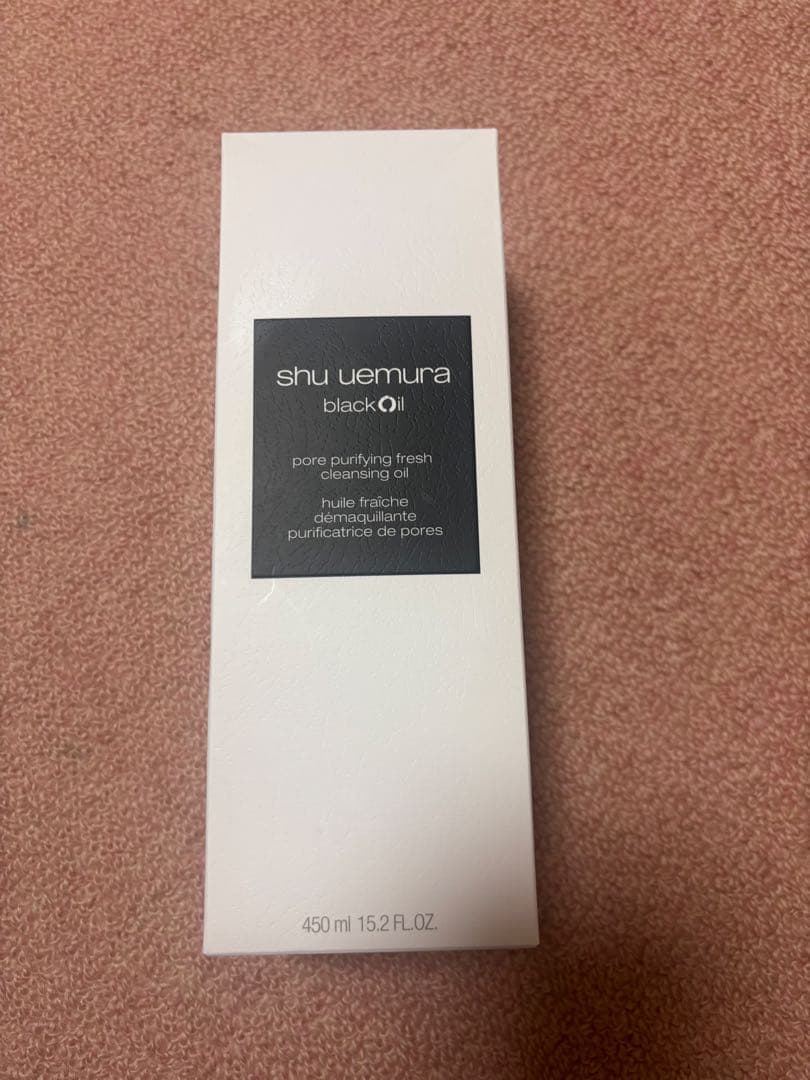 shu uemura
blackOil
pore purifying fresh
cleansing oil
huile fraîche
démaquillante
purificatrice de pores
450 ml 15.2 FL.OZ.